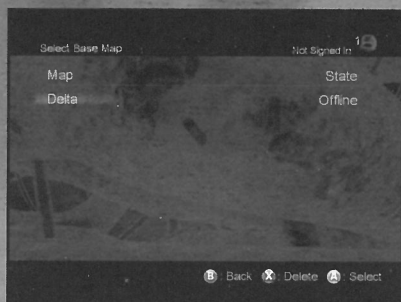 1
Select Base Map Not Signed In
Map State
Delta Offline
B : Back X : Delete A : Select